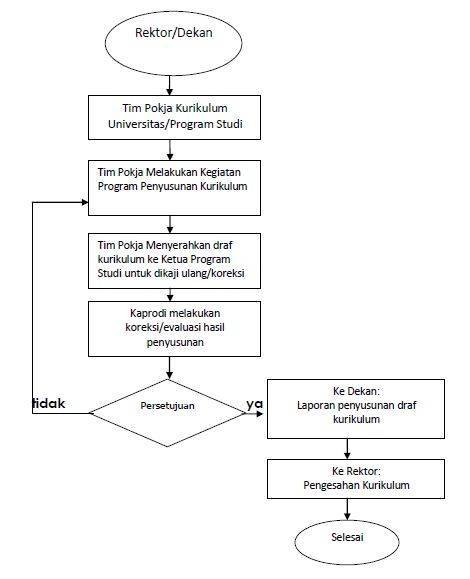 Rektor/Dekan
Tim Pokja Kurikulum
Universitas/Program Studi
Tim Pokja Melakukan Kegiatan
Program Penyusunan Kurikulum
Tim Pokja Menyerahkan draf
kurikulum ke Ketua Program
Studi untuk dikaji ulang/koreksi
Kaprodi melakukan
koreksi/evaluasi hasil
penyusunan
Persetujuan
tidak
ya
Ke Dekan:
Laporan penyusunan draf
kurikulum
Ke Rektor:
Pengesahan Kurikulum
Selesai